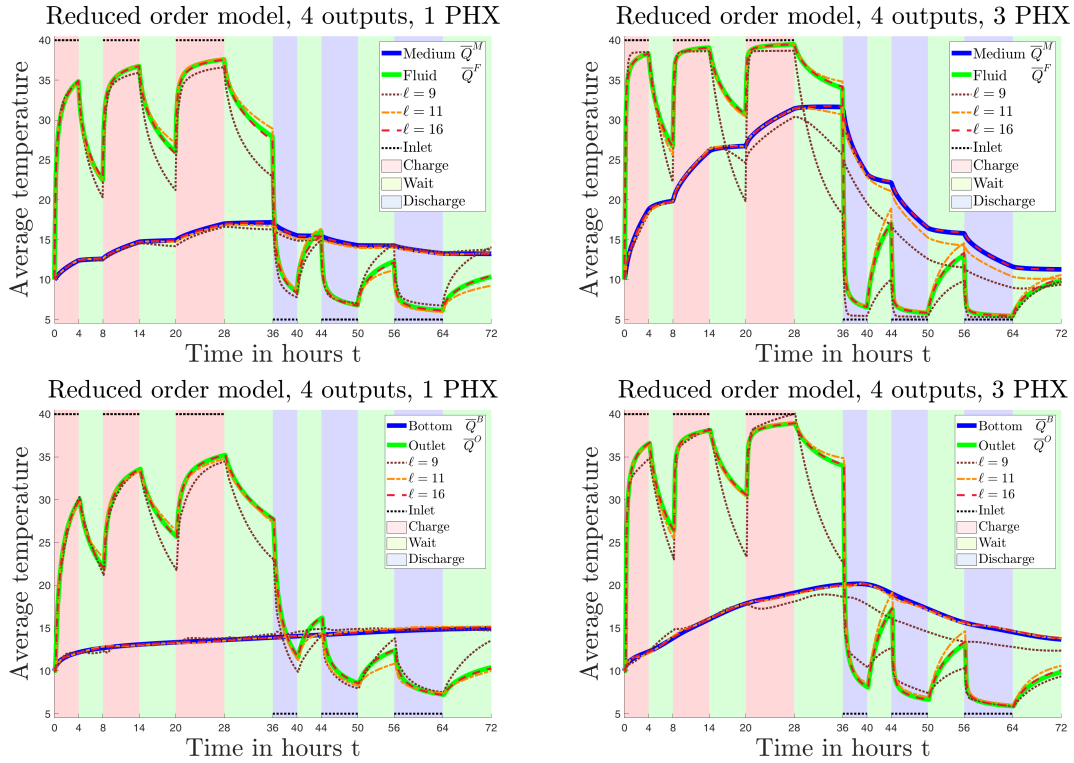 Reduced order model, 4 outputs, 1 PHX
Average temperature
40
35
30
25
20
15
10
5
Medium Q̅^M
Fluid Q̅^F
ℓ = 9
ℓ = 11
ℓ = 16
Inlet
Charge
Wait
Discharge
0 4 8 14 20 28 36 40 44 50 56 64 72
Time in hours t
Reduced order model, 4 outputs, 3 PHX
Average temperature
40
35
30
25
20
15
10
5
Medium Q̅^M
Fluid Q̅^F
ℓ = 9
ℓ = 11
ℓ = 16
Inlet
Charge
Wait
Discharge
0 4 8 14 20 28 36 40 44 50 56 64 72
Time in hours t
Reduced order model, 4 outputs, 1 PHX
Average temperature
40
35
30
25
20
15
10
5
Bottom Q̅^B
Outlet Q̅^O
ℓ = 9
ℓ = 11
ℓ = 16
Inlet
Charge
Wait
Discharge
0 4 8 14 20 28 36 40 44 50 56 64 72
Time in hours t
Reduced order model, 4 outputs, 3 PHX
Average temperature
40
35
30
25
20
15
10
5
Bottom Q̅^B
Outlet Q̅^O
ℓ = 9
ℓ = 11
ℓ = 16
Inlet
Charge
Wait
Discharge
0 4 8 14 20 28 36 40 44 50 56 64 72
Time in hours t